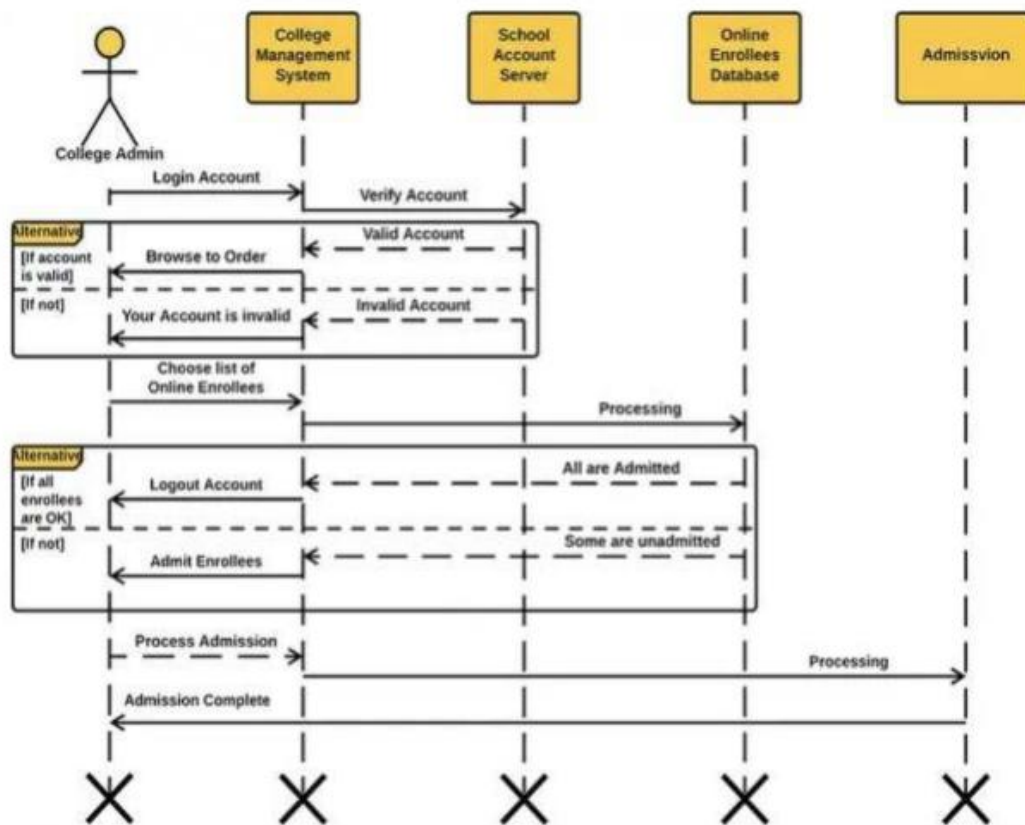 College
Management
System
School
Account
Server
Online
Enrollees
Database
Admissvion
College Admin
Login Account
Verify Account
Alternative
Valid Account
[If account
is valid]
Browse to Order
[If not]
Invalid Account
Your Account is invalid
Choose list of
Online Enrollees
Processing
Alternative
All are Admitted
[If all
enrollees
are OK]
Logout Account
[If not]
Some are unadmitted
Admit Enrollees
Process Admission
Processing
Admission Complete